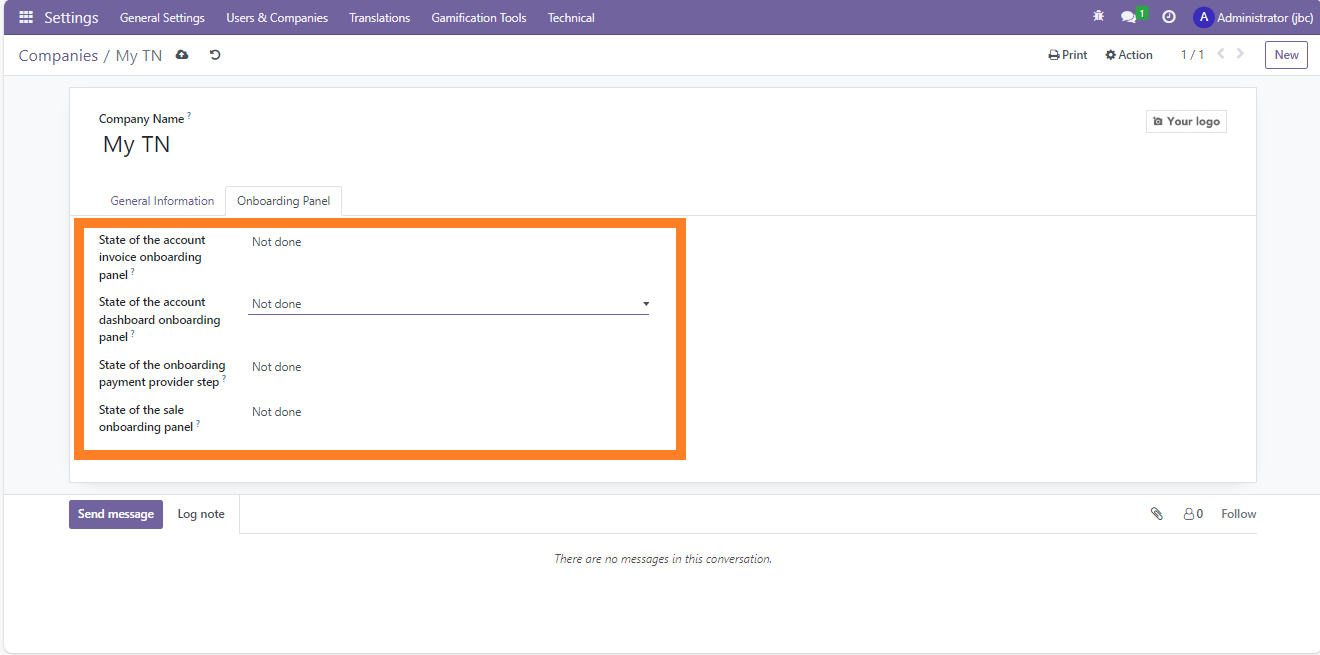 Settings General Settings Users & Companies Translations Gamification Tools Technical 1 A Administrator (jbc)
Companies / My TN Print Action 1 / 1 New
Company Name ?
My TN
Your logo
General Information Onboarding Panel
State of the account
invoice onboarding
panel ?
Not done
State of the account
dashboard onboarding
panel ?
Not done
State of the onboarding
payment provider step ?
Not done
State of the sale
onboarding panel ?
Not done
Send message Log note 0 Follow
There are no messages in this conversation.